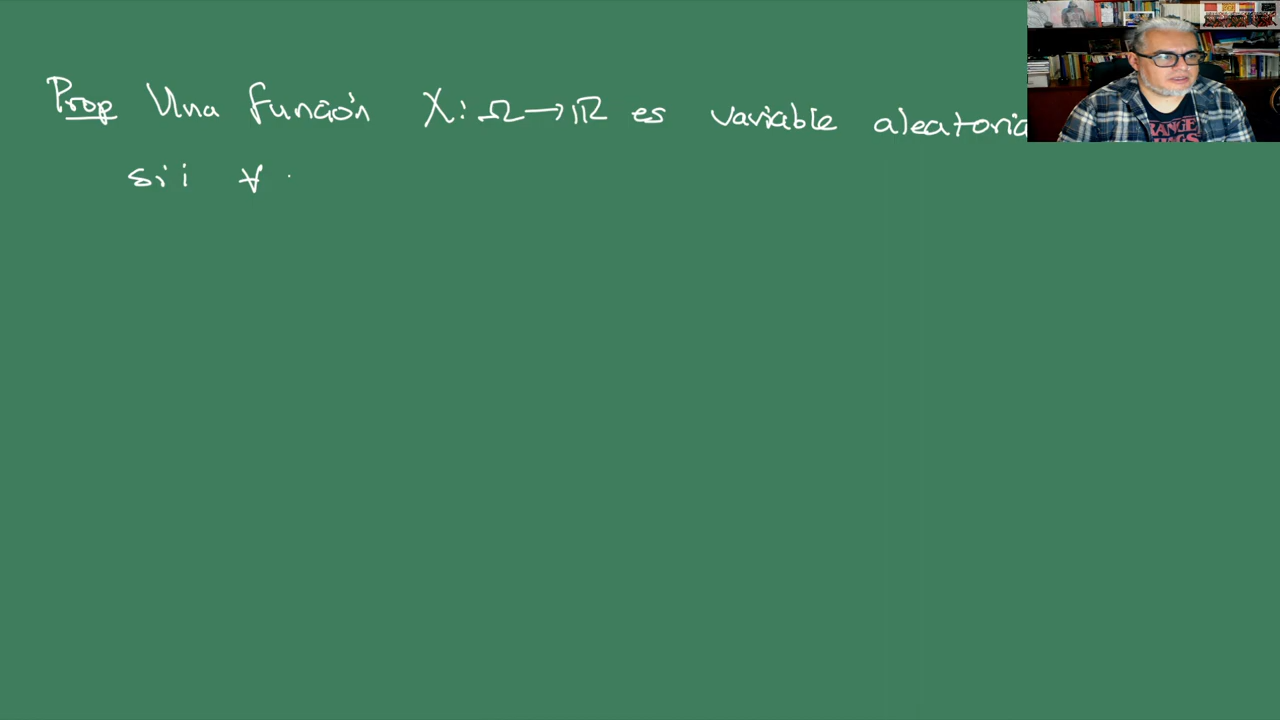 Prop Una función X: Ω → ℝ es variable aleatoria
sii ∀